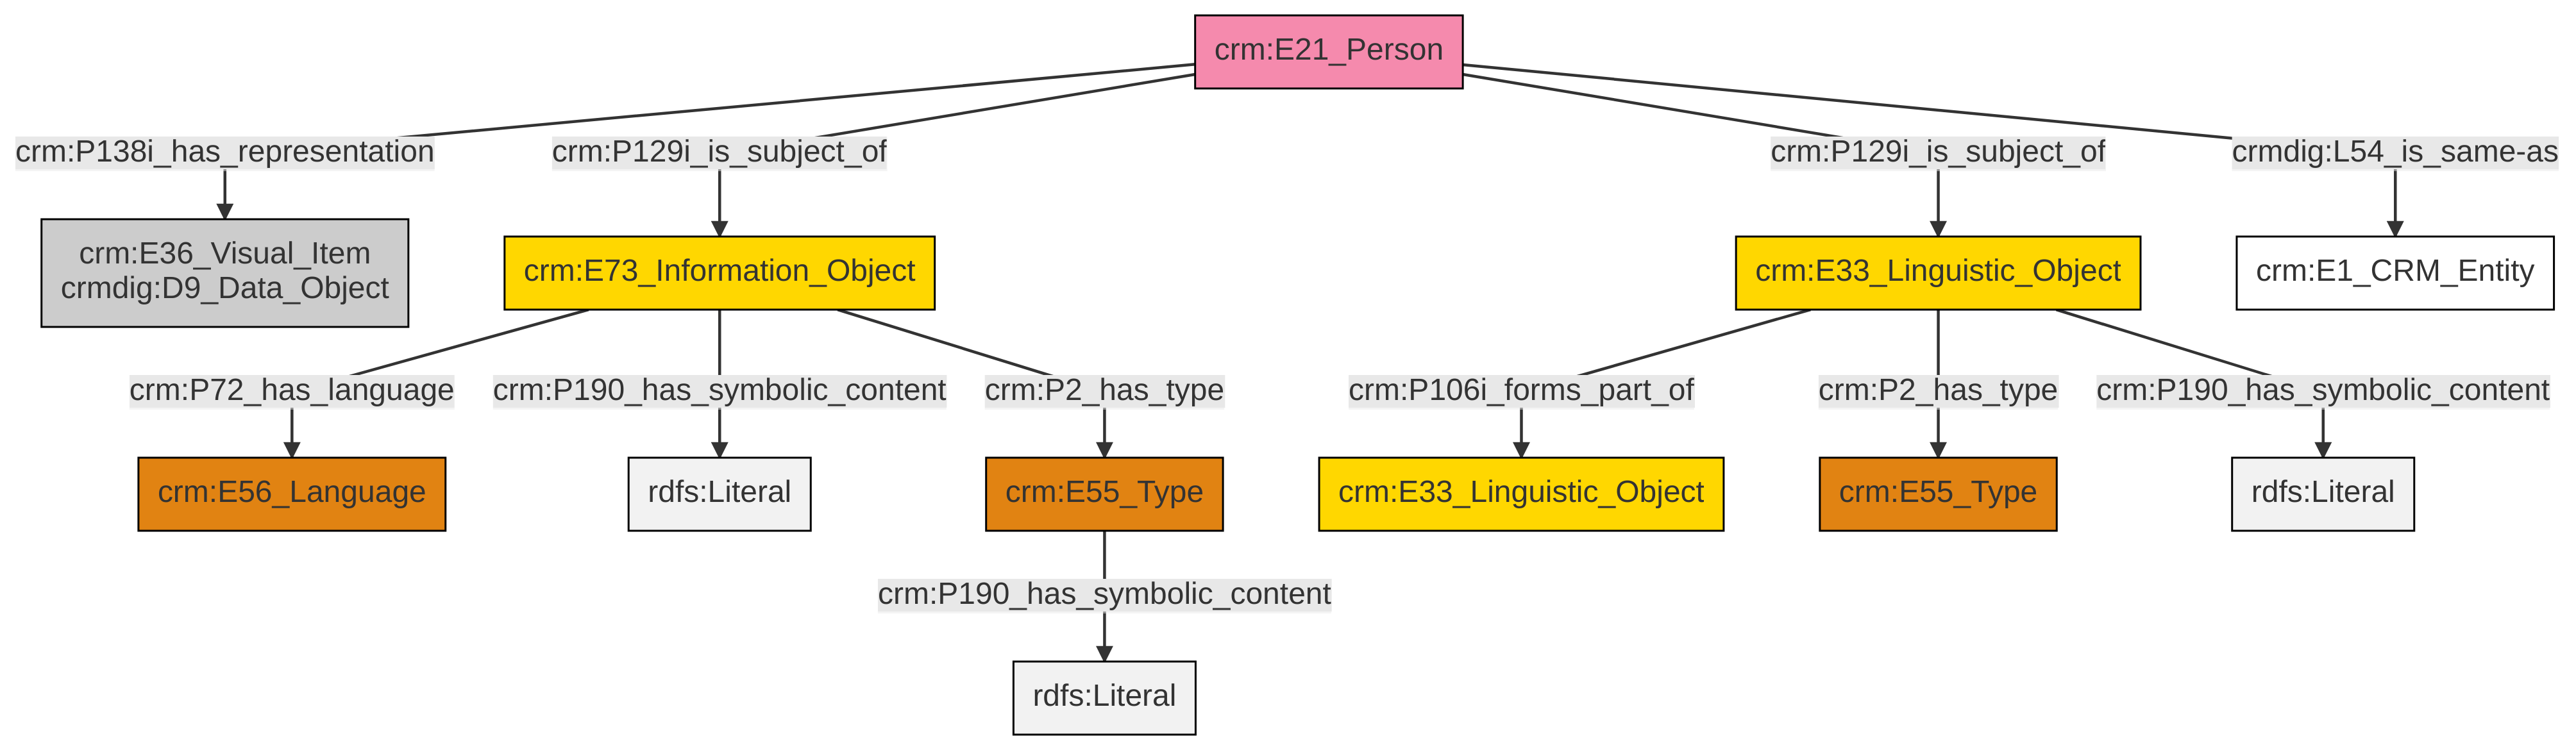 crm:E21_Person
crm:P138i_has_representation
crm:P129i_is_subject_of
crm:P129i_is_subject_of
crmdig:L54_is_same-as
crm:E36_Visual_Item
crmdig:D9_Data_Object
crm:E73_Information_Object
crm:E33_Linguistic_Object
crm:E1_CRM_Entity
crm:P72_has_language
crm:P190_has_symbolic_content
crm:P2_has_type
crm:P106i_forms_part_of
crm:P2_has_type
crm:P190_has_symbolic_content
crm:E56_Language
rdfs:Literal
crm:E55_Type
crm:E33_Linguistic_Object
crm:E55_Type
rdfs:Literal
crm:P190_has_symbolic_content
rdfs:Literal